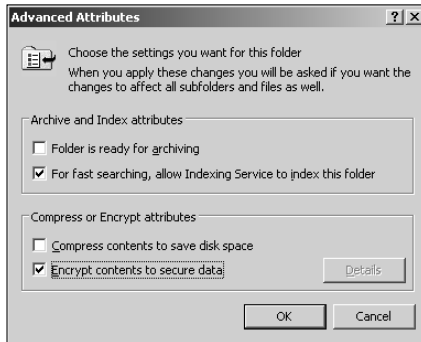 Advanced Attributes
Choose the settings you want for this folder
When you apply these changes you will be asked if you want the
changes to affect all subfolders and files as well.
Archive and Index attributes
Folder is ready for archiving
For fast searching, allow Indexing Service to index this folder
Compress or Encrypt attributes
Compress contents to save disk space
Encrypt contents to secure data
Details
OK
Cancel